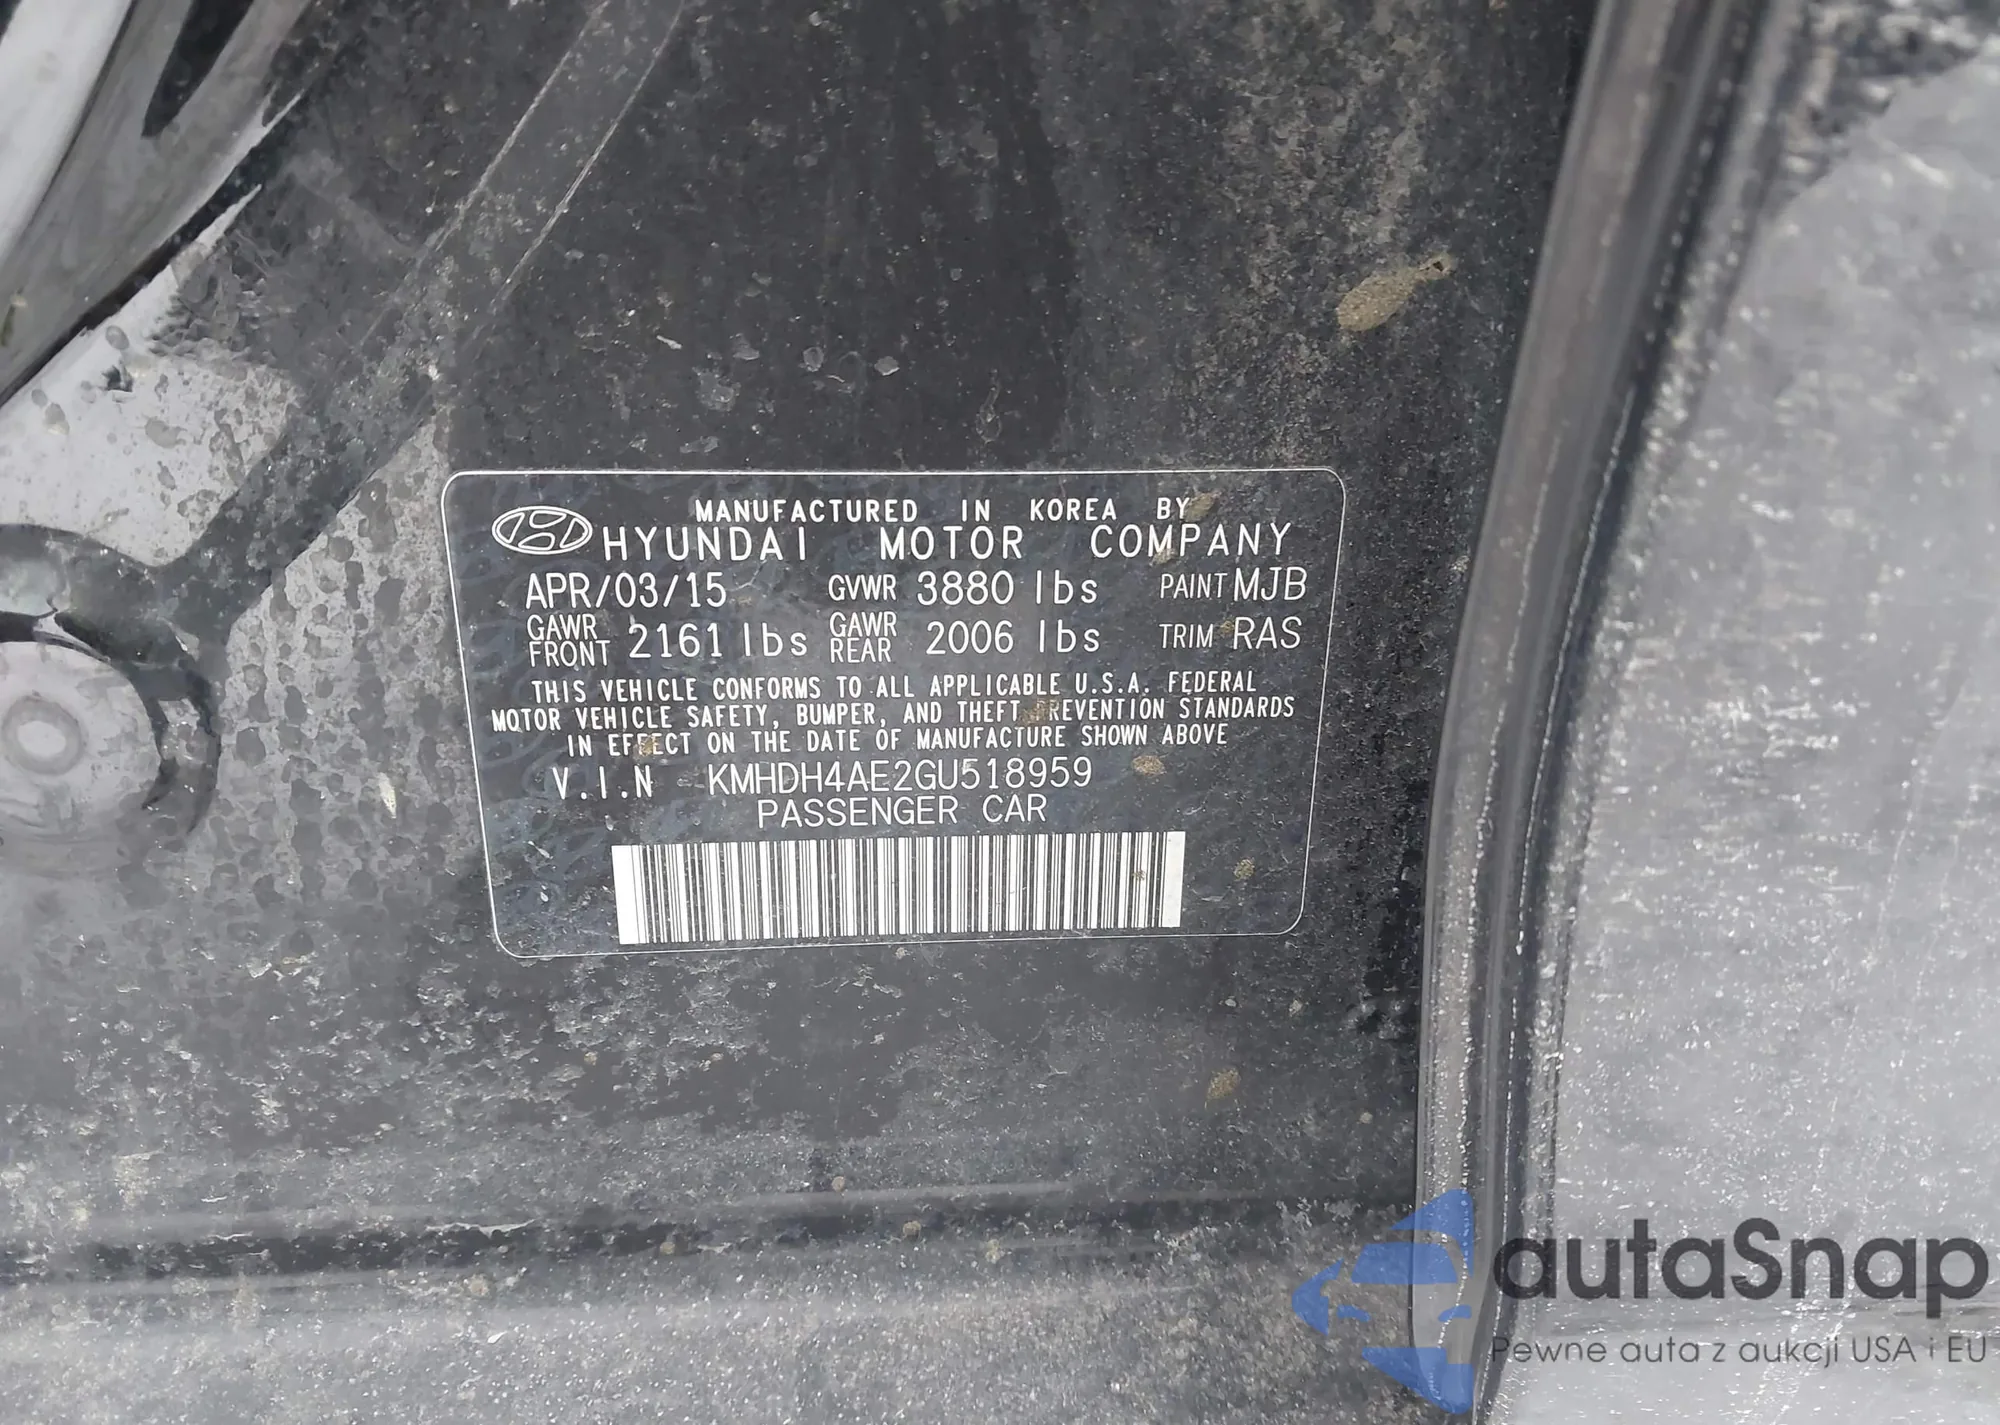 MANUFACTURED IN KOREA BY
HYUNDAI MOTOR COMPANY
APR/03/15 GVWR 3880 lbs PAINT MJB
GAWR FRONT 2161 lbs GAWR REAR 2006 lbs TRIM RAS
THIS VEHICLE CONFORMS TO ALL APPLICABLE U.S.A. FEDERAL
MOTOR VEHICLE SAFETY, BUMPER, AND THEFT PREVENTION STANDARDS
IN EFFECT ON THE DATE OF MANUFACTURE SHOWN ABOVE
V.I.N KMHDH4AE2GU518959
PASSENGER CAR
autaSnap
Pewne auta z aukcji USA i EU